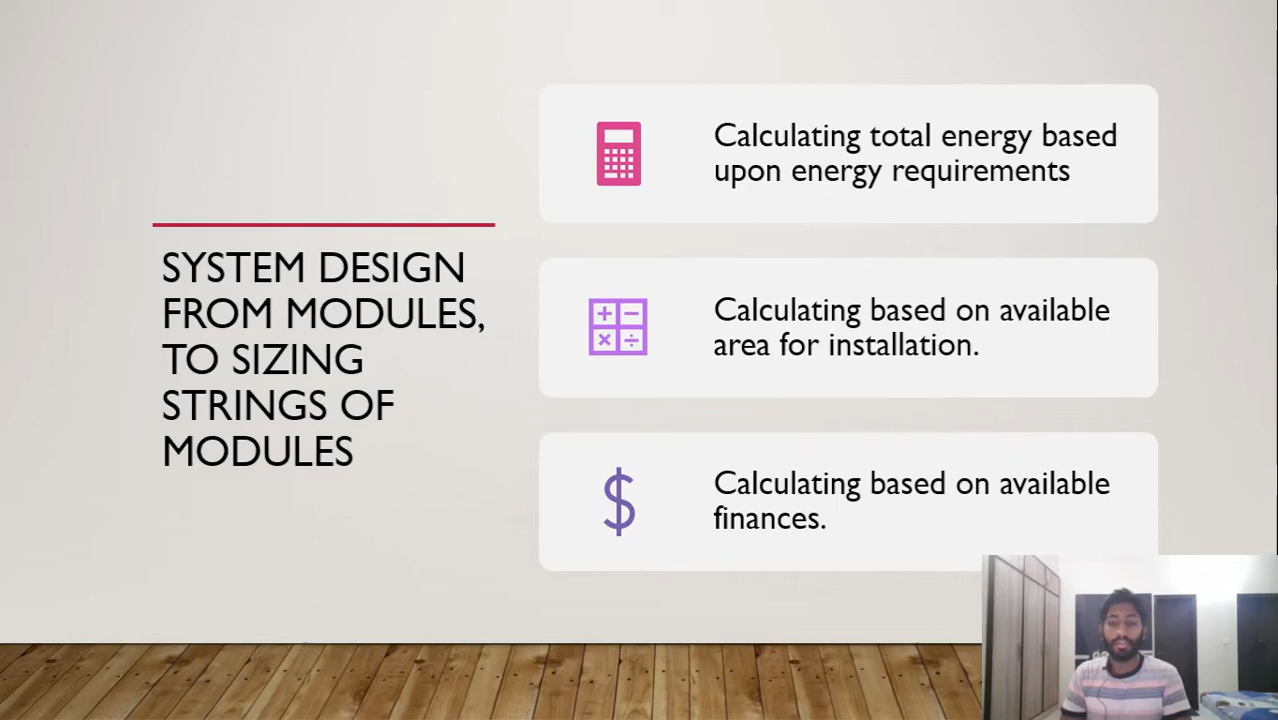 SYSTEM DESIGN
FROM MODULES,
TO SIZING
STRINGS OF
MODULES
Calculating total energy based
upon energy requirements
Calculating based on available
area for installation.
Calculating based on available
finances.